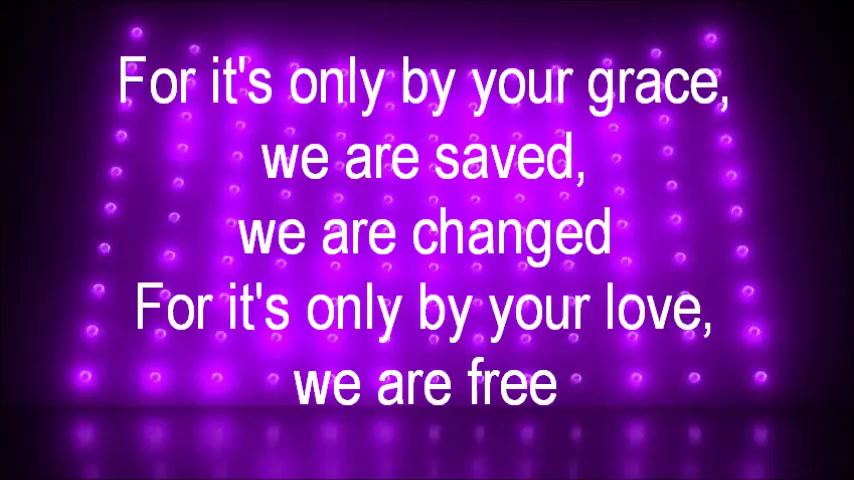 For it's only by your grace,
we are saved,
we are changed
For it's only by your love,
we are free